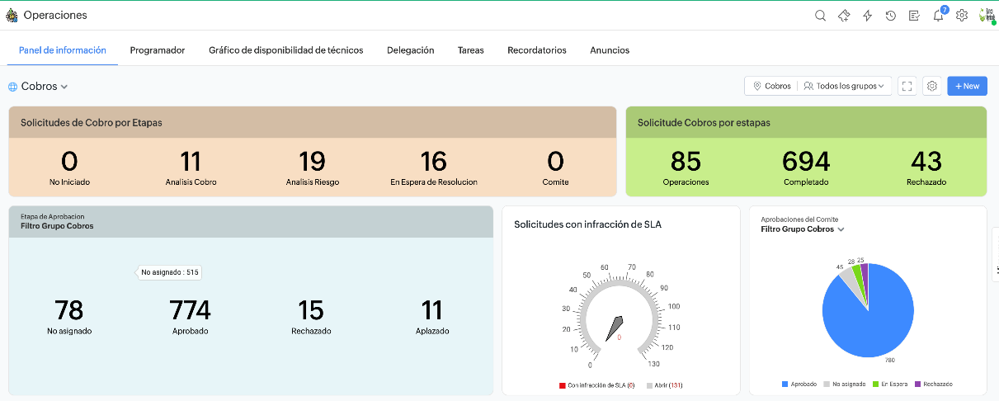 Operaciones
7
Panel de información
Programador
Gráfico de disponibilidad de técnicos
Delegación
Tareas
Recordatorios
Anuncios
Cobros
Cobros
Todos los grupos
+ New
Solicitudes de Cobro por Etapas
0
11
19
16
0
No Iniciado
Analisis Cobro
Analisis Riesgo
En Espera de Resolucion
Comite
Solicitude Cobros por estapas
85
694
43
Operaciones
Completado
Rechazado
Etapa de Aprobacion
Filtro Grupo Cobros
No asignado : 515
78
774
15
11
No asignado
Aprobado
Rechazado
Aplazado
Solicitudes con infracción de SLA
0
10
20
30
40
50
60
70
80
90
100
110
120
130
0
Con infracción de SLA (0)
Abrir (131)
Aprobaciones del Comite
Filtro Grupo Cobros
45
28
25
780
Aprobado
No asignado
En Espera
Rechazado